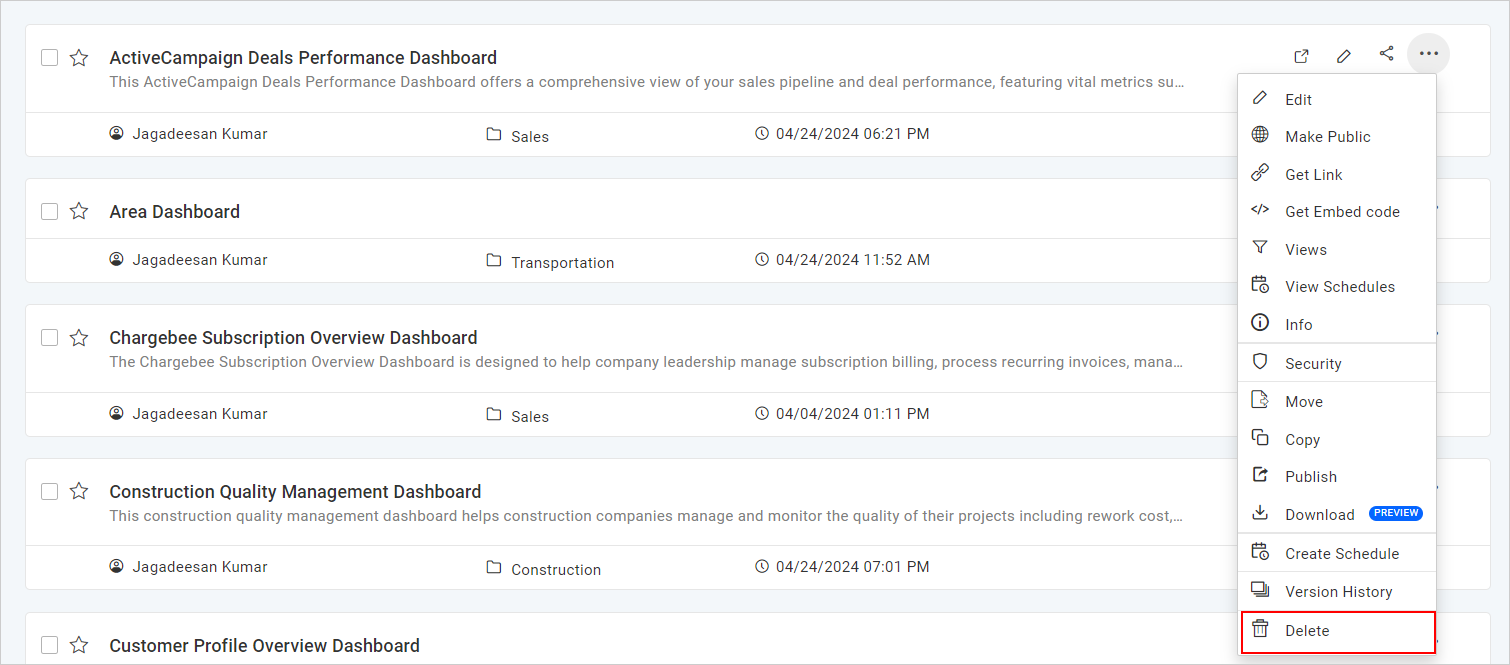 ActiveCampaign Deals Performance Dashboard
This ActiveCampaign Deals Performance Dashboard offers a comprehensive view of your sales pipeline and deal performance, featuring vital metrics su...
Jagadeesan Kumar
Sales
04/24/2024 06:21 PM
Area Dashboard
Jagadeesan Kumar
Transportation
04/24/2024 11:52 AM
Chargebee Subscription Overview Dashboard
The Chargebee Subscription Overview Dashboard is designed to help company leadership manage subscription billing, process recurring invoices, mana...
Jagadeesan Kumar
Sales
04/04/2024 01:11 PM
Construction Quality Management Dashboard
This construction quality management dashboard helps construction companies manage and monitor the quality of their projects including rework cost,...
Jagadeesan Kumar
Construction
04/24/2024 07:01 PM
Customer Profile Overview Dashboard
Edit
Make Public
Get Link
Get Embed code
Views
View Schedules
Info
Security
Move
Copy
Publish
Download PREVIEW
Create Schedule
Version History
Delete